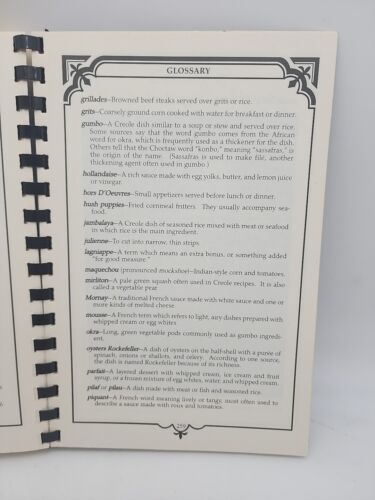 GLOSSARY
grillades—Browned beef steaks served over grits or rice.
grits—Coarsely ground corn cooked with water for breakfast or dinner.
gumbo—A Creole dish similar to a soup or stew and served over rice.
Some sources say that the word gumbo comes from the African
word for okra, which is frequently used as a thickener for the dish.
Others tell that the Choctaw word "konbo," meaning "sassafras," is
the origin of the name. (Sassafras is used to make file, another
thickening agent often used in gumbo.)
hollandaise—A rich sauce made with egg yolks, butter, and lemon juice
or vinegar.
hors D'Oeuvres—Small appetizers served before lunch or dinner.
hush puppies—Fried cornmeal fritters. They usually accompany sea-
food.
jambalaya—A Creole dish of seasoned rice mixed with meat or seafood
in which rice is the main ingredient.
julienne—To cut into narrow, thin strips.
lagniappe—A term which means an extra bonus, or something added
"for good measure."
maquechou (pronounced mockshoe)—Indian-style corn and tomatoes.
mirliton—A pale green squash often used in Creole recipes. It is also
called a vegetable pear.
Mornay—A traditional French sauce made with white sauce and one or
more kinds of melted cheese.
mousse—A French term which refers to light, airy dishes prepared with
whipped cream or egg whites.
okra—Long, green vegetable pods commonly used as gumbo ingredi-
ent.
oysters Rockefeller—A dish of oysters on the half-shell with a purée of
spinach, onions or shallots, and celery. According to one source,
the dish is named Rockefeller because of its richness.
parfait—A layered dessert with whipped cream, ice cream and fruit
syrup, or a frozen mixture of egg whites, water, and whipped cream.
pilaf or pilau—A dish made with meat or fish and seasoned rice.
piquant—A French word meaning lively or tangy; most often used to
describe a sauce made with roux and tomatoes.
259